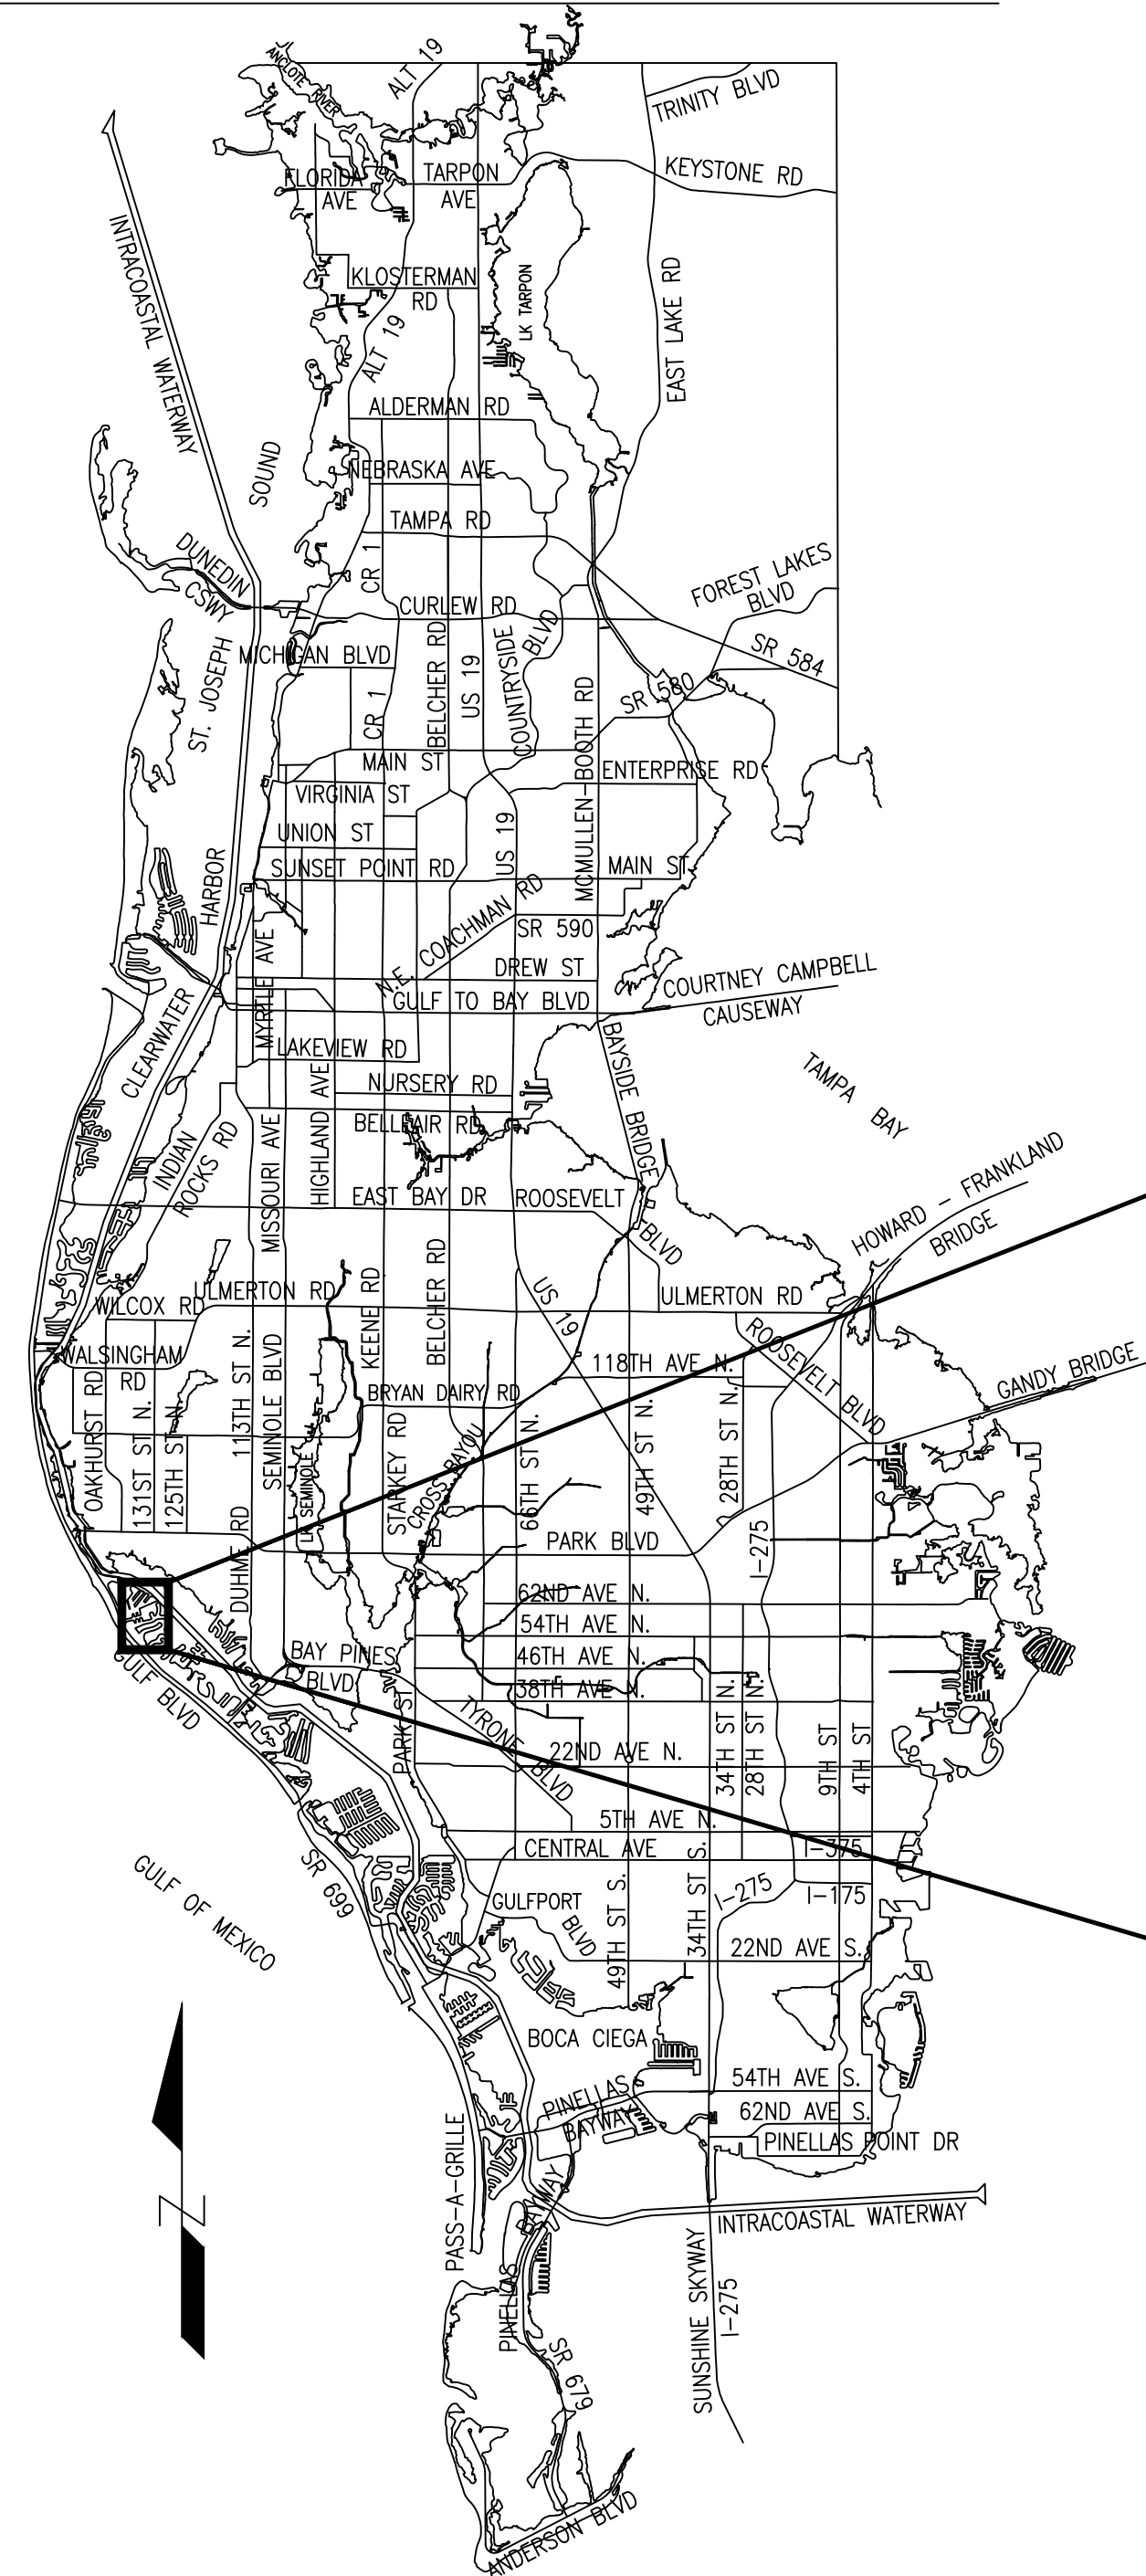 ANCLOTE RIVER
ALT 19
TRINITY BLVD
FLORIDA
AVE
TARPON
AVE
KEYSTONE RD
INTRACOASTAL WATERWAY
KLOSTERMAN
RD
LK TARPON
EAST LAKE RD
ALT 19
ALDERMAN RD
SOUND
NEBRASKA AVE
TAMPA RD
DUNEDIN
CSWY
CR 1
CURLEW RD
FOREST LAKES
BLVD
ST. JOSEPH
MICHIGAN BLVD
BELCHER RD
US 19
COUNTRYSIDE
BLVD
SR 584
SR 580
CR 1
MCMULLEN-BOOTH RD
MAIN ST
ENTERPRISE RD
VIRGINIA ST
UNION ST
US 19
SUNSET POINT RD
MAIN ST
HARBOR
N.E. COACHMAN RD
SR 590
MYRTLE AVE
DREW ST
COURTNEY CAMPBELL
CAUSEWAY
GULF TO BAY BLVD
CLEARWATER
LAKEVIEW RD
BAYSIDE BRIDGE
TAMPA BAY
NURSERY RD
HIGHLAND AVE
BELLEAIR RD
INDIAN
ROCKS RD
MISSOURI AVE
EAST BAY DR
ROOSEVELT
BLVD
HOWARD - FRANKLAND
BRIDGE
ULMERTON RD
WILCOX RD
KEENE RD
BELCHER RD
US 19
ULMERTON RD
WALSINGHAM
RD
113TH ST N.
SEMINOLE BLVD
118TH AVE N.
ROOSEVELT BLVD
GANDY BRIDGE
BRYAN DAIRY RD
OAKHURST RD
131ST ST N.
125TH ST N.
LK SEMINOLE
STARKEY RD
CROSS BAYOU
66TH ST N.
49TH ST N.
28TH ST N.
PARK BLVD
I-275
DUHME RD
62ND AVE N.
54TH AVE N.
BAY PINES
BLVD
46TH AVE N.
38TH AVE N.
GULF BLVD
PARK ST
TYRONE BLVD
22ND AVE N.
34TH ST N.
28TH ST N.
9TH ST
4TH ST
5TH AVE N.
CENTRAL AVE
I-375
GULF OF MEXICO
SR 699
GULFPORT
BLVD
49TH ST S.
34TH ST S.
I-275
I-175
22ND AVE S.
BOCA CIEGA
54TH AVE S.
PINELLAS
BAYWAY
62ND AVE S.
PINELLAS POINT DR
PASS-A-GRILLE
INTRACOASTAL WATERWAY
PINELLAS
BAYWAY
N
SUNSHINE SKYWAY
I-275
SR 679
ANDERSON BLVD